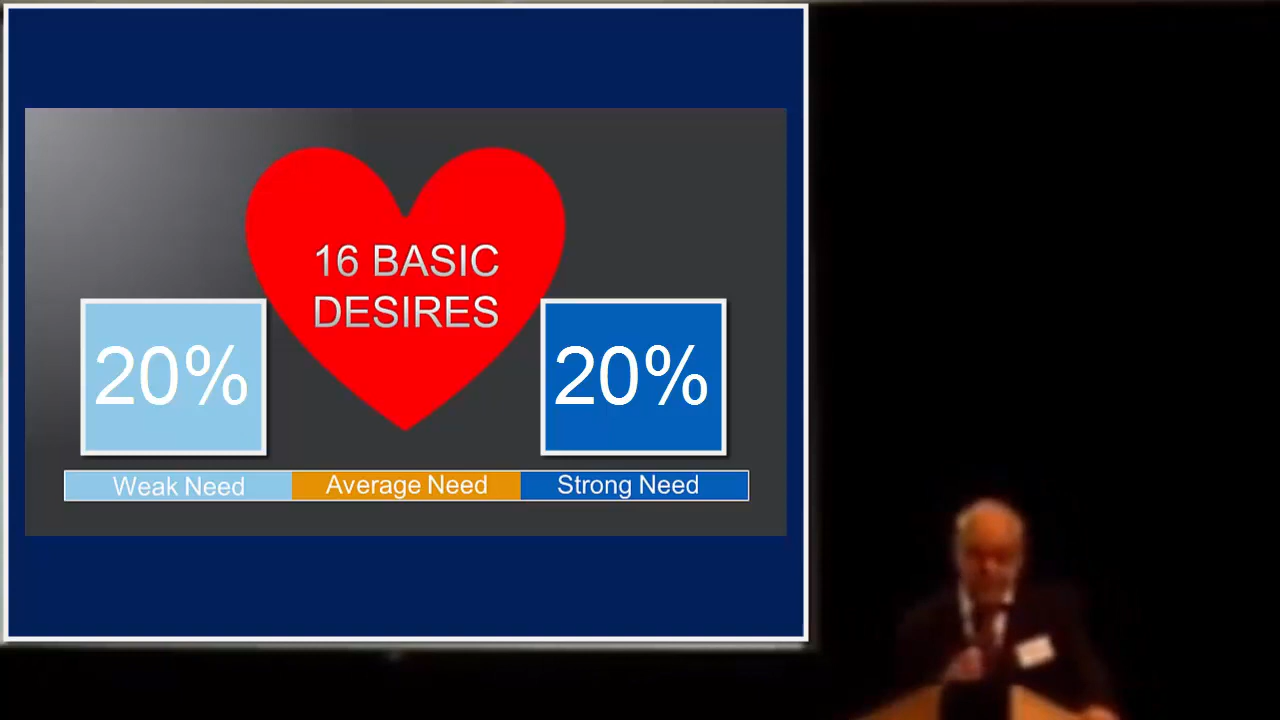 16 BASIC
DESIRES
20%
20%
Weak Need
Average Need
Strong Need